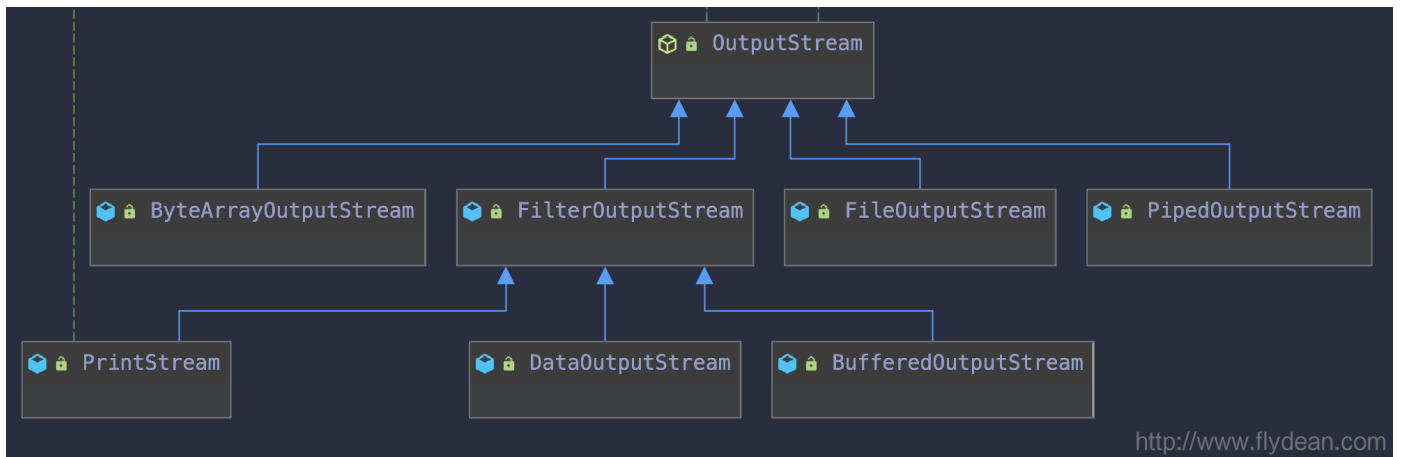 OutputStream
ByteArrayOutputStream
FilterOutputStream
FileOutputStream
PipedOutputStream
PrintStream
DataOutputStream
BufferedOutputStream
http://www.flydean.com